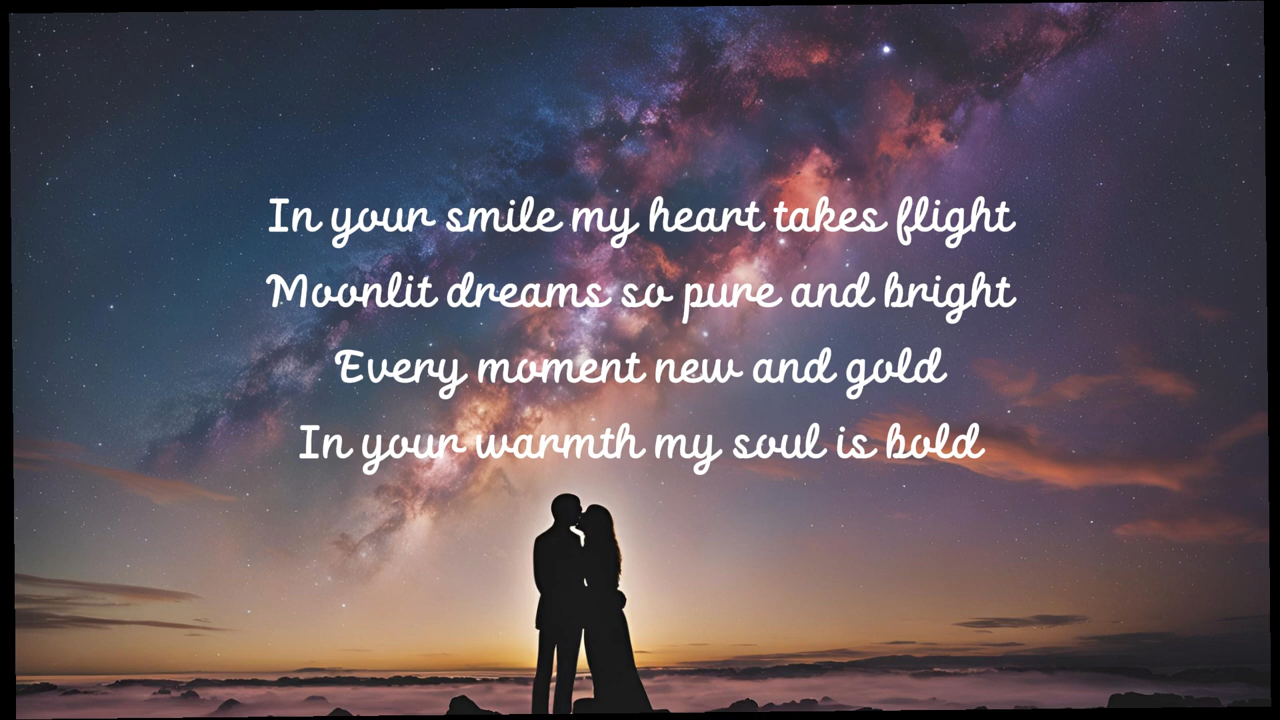 In your smile my heart takes flight
Moonlit dreams so pure and bright
Every moment new and gold
In your warmth my soul is bold